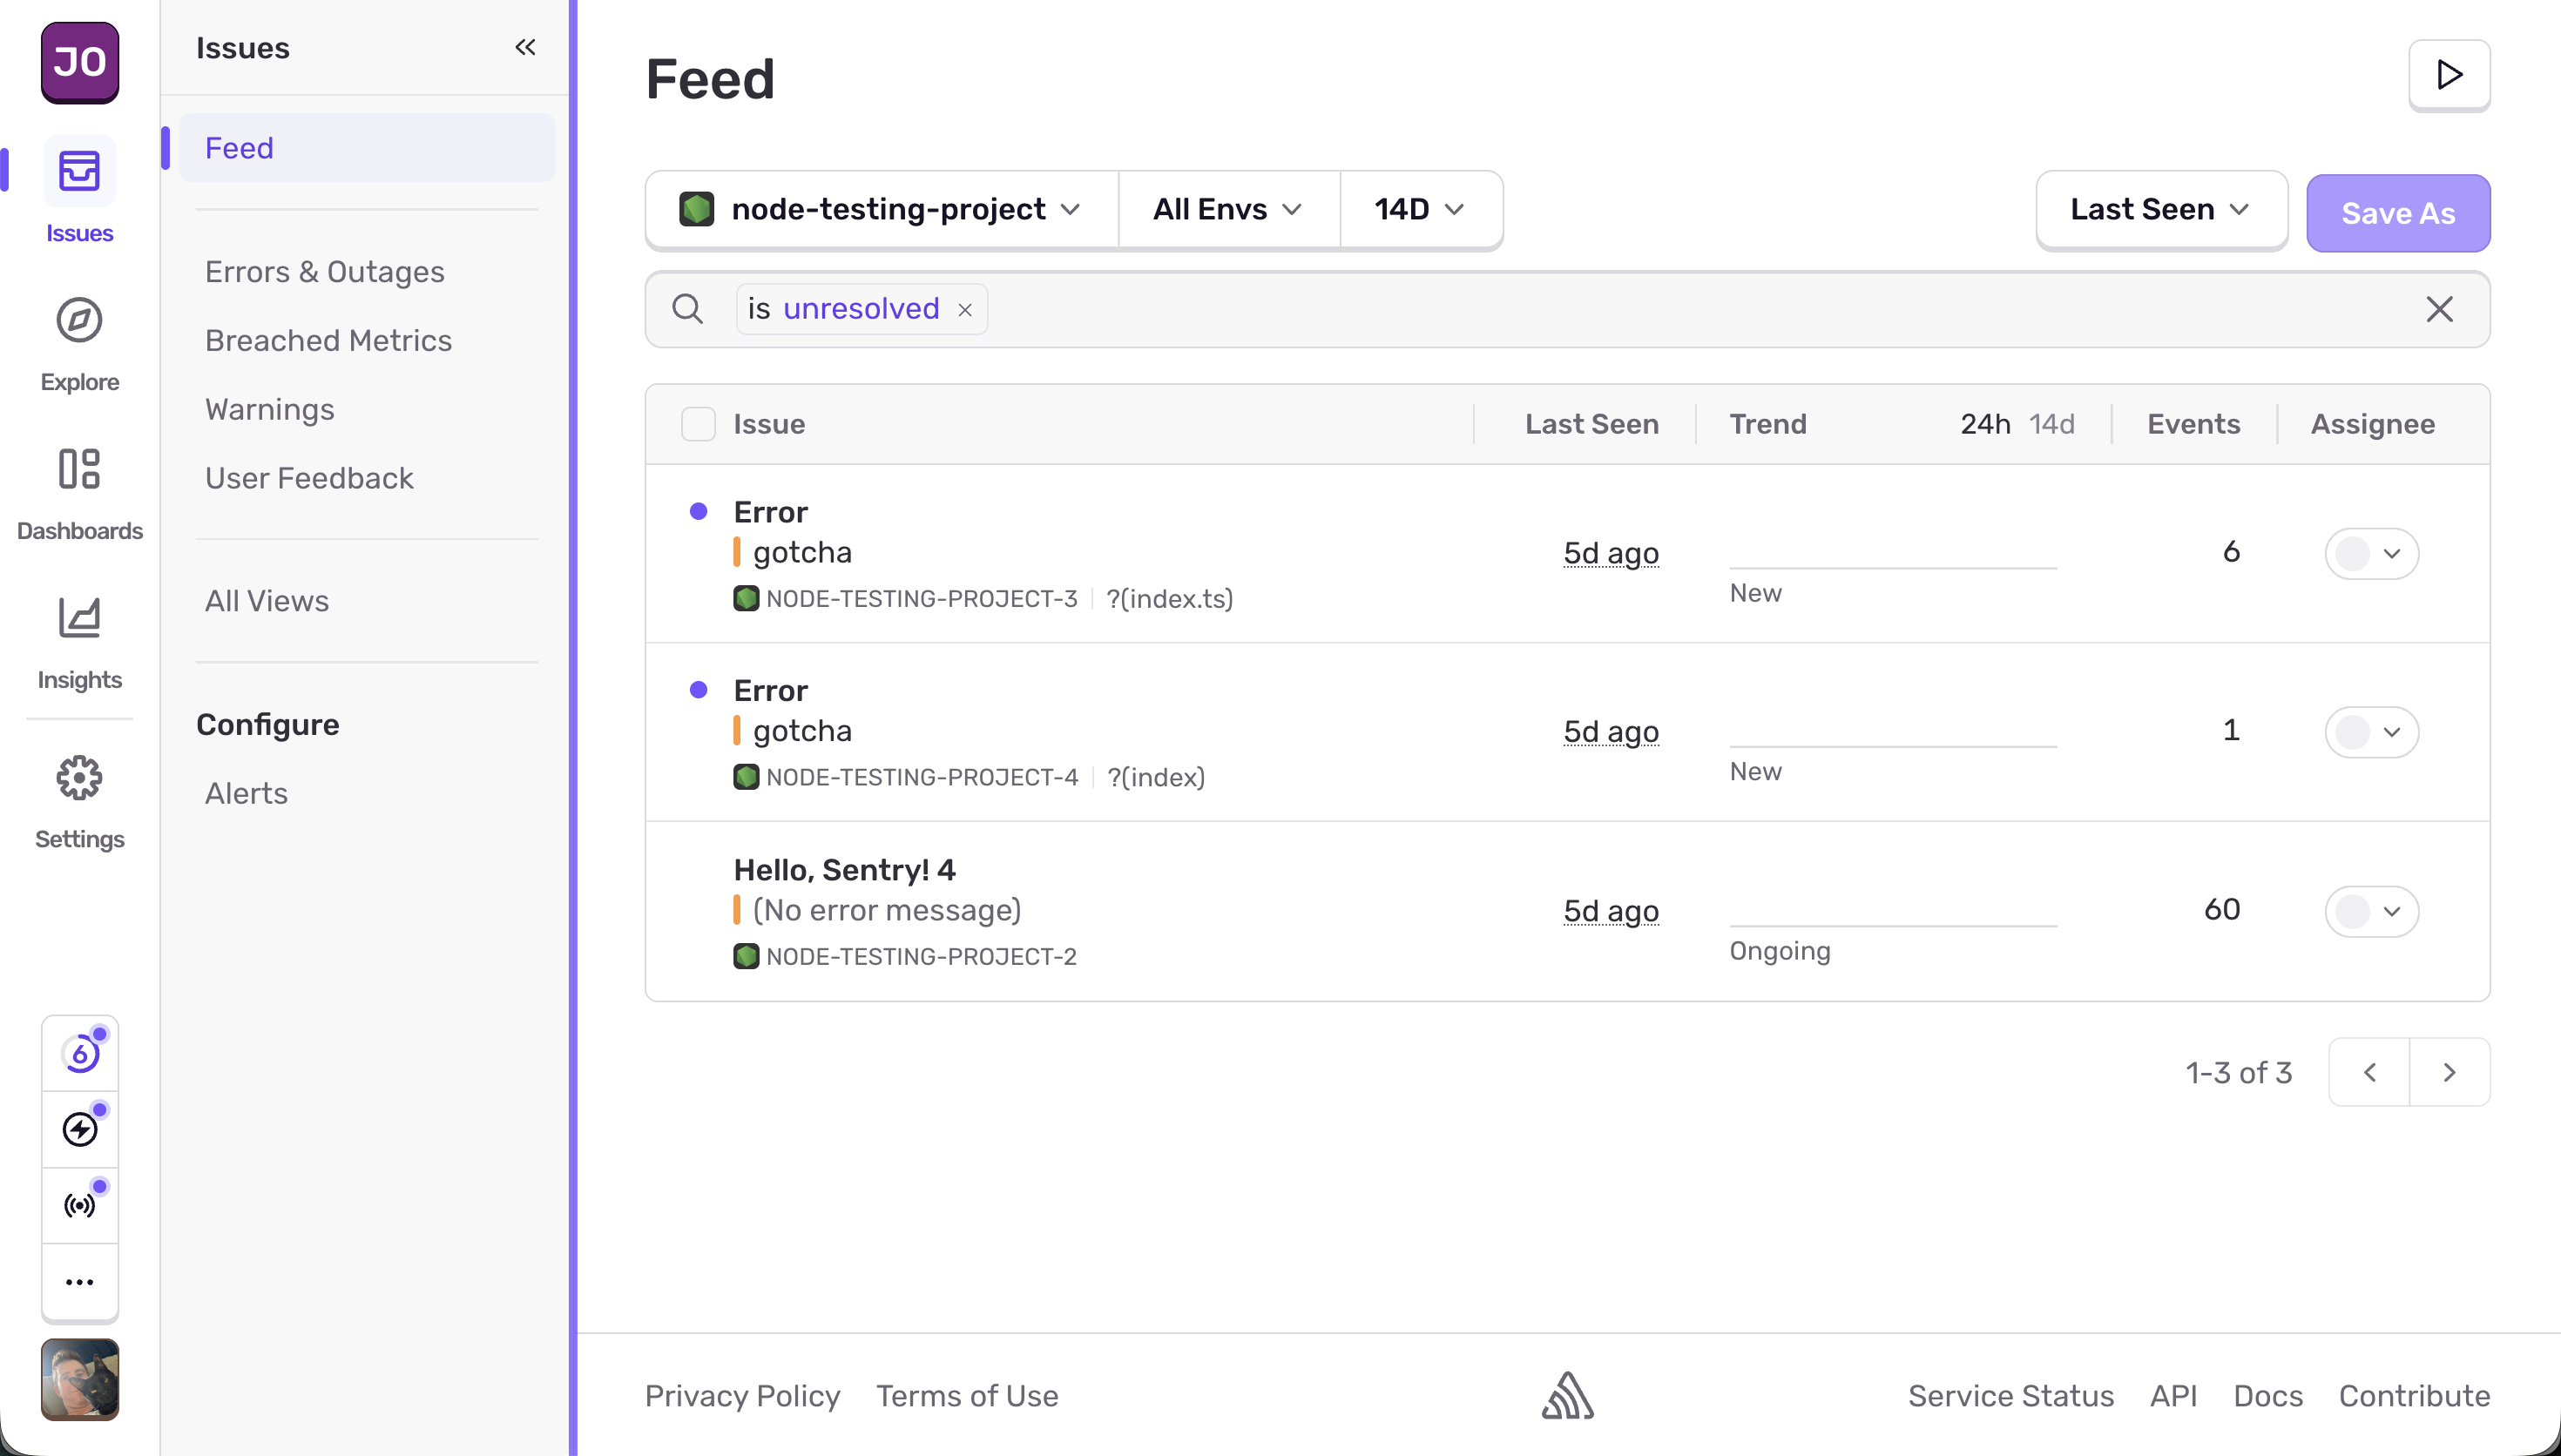 JO
Issues
Explore
Dashboards
Insights
Settings
6
Issues
Feed
Errors & Outages
Breached Metrics
Warnings
User Feedback
All Views
Configure
Alerts
Feed
node-testing-project All Envs 14D Last Seen Save As
is unresolved
Issue Last Seen Trend 24h 14d Events Assignee
Error
gotcha 5d ago 6
New
NODE-TESTING-PROJECT-3 ?(index.ts)
Error
gotcha 5d ago 1
New
NODE-TESTING-PROJECT-4 ?(index)
Hello, Sentry! 4
(No error message) 5d ago 60
Ongoing
NODE-TESTING-PROJECT-2
1-3 of 3
Privacy Policy Terms of Use Service Status API Docs Contribute